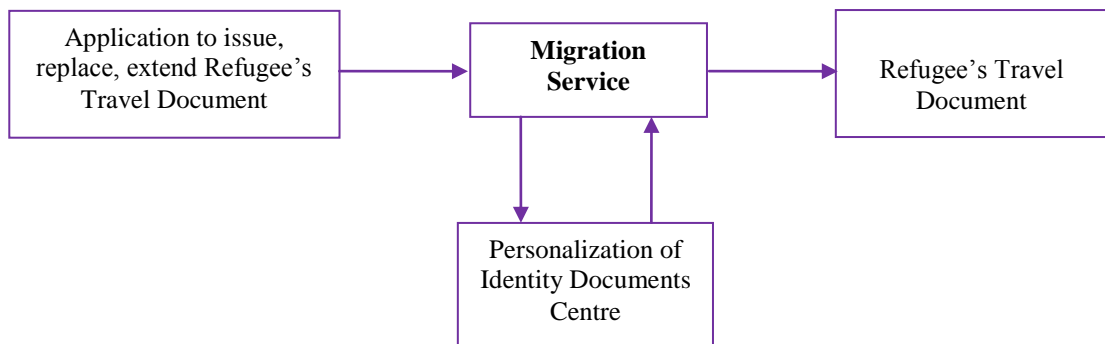 Application to issue,
replace, extend Refugee’s
Travel Document
Migration
Service
Refugee’s Travel
Document
Personalization of
Identity Documents
Centre